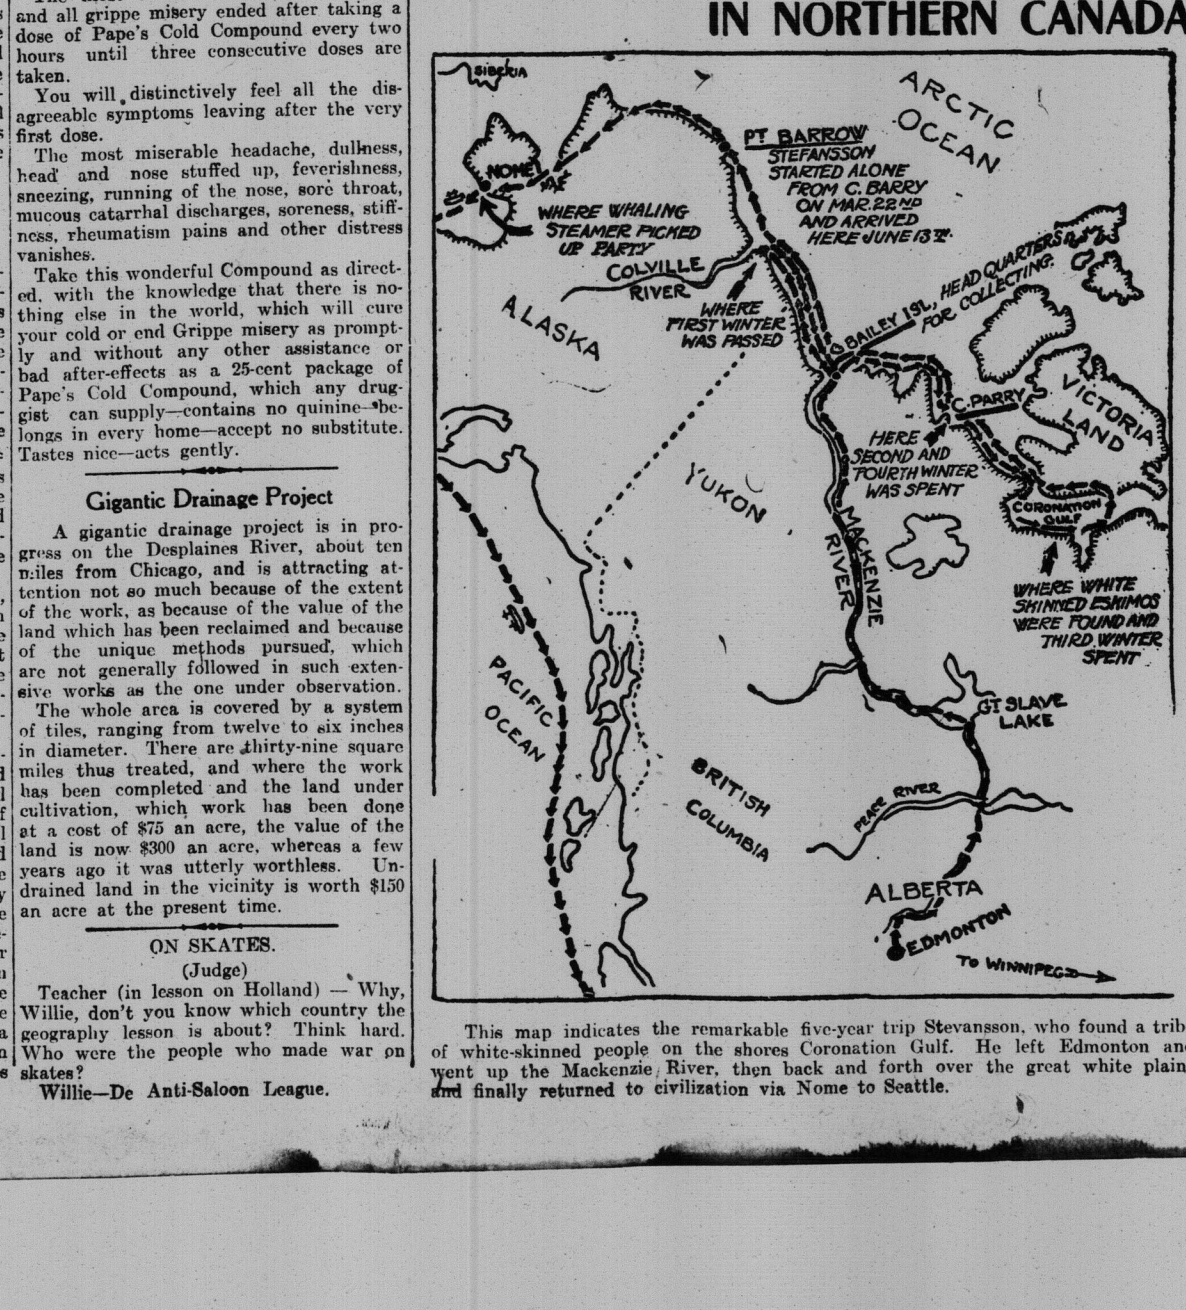 and all grippe misery ended after taking a
dose of Pape's Cold Compound every two
hours until three consecutive doses are
taken.
You will distinctively feel all the dis-
agreeable symptoms leaving after the very
first dose.
The most miserable headache, dullness,
head and nose stuffed up, feverishness,
sneezing, running of the nose, sore throat,
mucous catarrhal discharges, soreness, stiff-
ness, rheumatism pains and other distress
vanishes.
Take this wonderful Compound as direct-
ed, with the knowledge that there is no-
thing else in the world, which will cure
your cold or end Grippe misery as prompt-
ly and without any other assistance or
bad after-effects as a 25-cent package of
Pape's Cold Compound, which any drug-
gist can supply—contains no quinine—be-
longs in every home—accept no substitute.
Tastes nice—acts gently.
Gigantic Drainage Project
A gigantic drainage project is in pro-
gress on the Desplaines River, about ten
miles from Chicago, and is attracting at-
tention not so much because of the extent
of the work, as because of the value of the
land which has been reclaimed and because
of the unique methods pursued, which
are not generally followed in such exten-
sive works as the one under observation.
The whole area is covered by a system
of tiles, ranging from twelve to six inches
in diameter. There are thirty-nine square
miles thus treated, and where the work
has been completed and the land under
cultivation, which work has been done
at a cost of $75 an acre, the value of the
land is now $300 an acre, whereas a few
years ago it was utterly worthless. Un-
drained land in the vicinity is worth $150
an acre at the present time.
ON SKATES.
(Judge)
Teacher (in lesson on Holland) — Why,
Willie, don't you know which country the
geography lesson is about? Think hard.
Who were the people who made war on
skates?
Willie—De Anti-Saloon League.
IN NORTHERN CANADA
SIBERIA
ARCTIC
OCEAN
PT BARROW
STEFANSSON
STARTED ALONE
FROM C. BARRY
ON MAR. 22ND
AND ARRIVED
HERE JUNE 13TH.
NOME
WHERE WHALING
STEAMER PICKED
UP PARTY
COLVILLE
RIVER
ALASKA
WHERE
FIRST WINTER
WAS PASSED
BAILEY ISL., HEAD QUARTERS
FOR COLLECTING.
C. PARRY
VICTORIA
LAND
HERE
SECOND AND
FOURTH WINTER
WAS SPENT
YUKON
CORONATION
GULF
MACKENZIE
RIVER
WHERE WHITE
SKINNED ESKIMOS
WERE FOUND AND
THIRD WINTER
SPENT
PACIFIC
OCEAN
GT SLAVE
LAKE
BRITISH
COLUMBIA
PEACE RIVER
ALBERTA
EDMONTON
TO WINNIPEG
This map indicates the remarkable five-year trip Stevansson, who found a trib
of white-skinned people on the shores Coronation Gulf. He left Edmonton an
went up the Mackenzie River, then back and forth over the great white plain
and finally returned to civilization via Nome to Seattle.